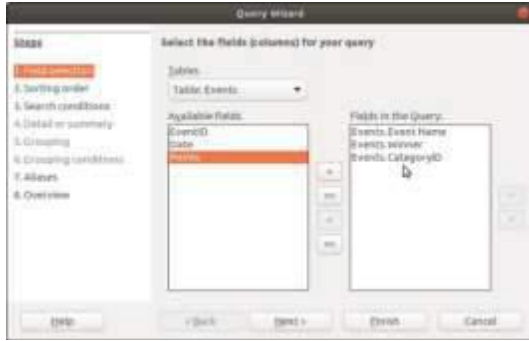 Query Wizard
Steps
1. Field selection
2. Sorting order
3. Search conditions
4. Detail or summary
5. Grouping
6. Grouping conditions
7. Aliases
8. Overview
Select the fields (columns) for your query
Tables
Table: Events
Available fields
EventID
Date
Fields in the Query:
Events.Event Name
Events.Winner
Events.CategoryID
Help
< Back
Next >
Finish
Cancel